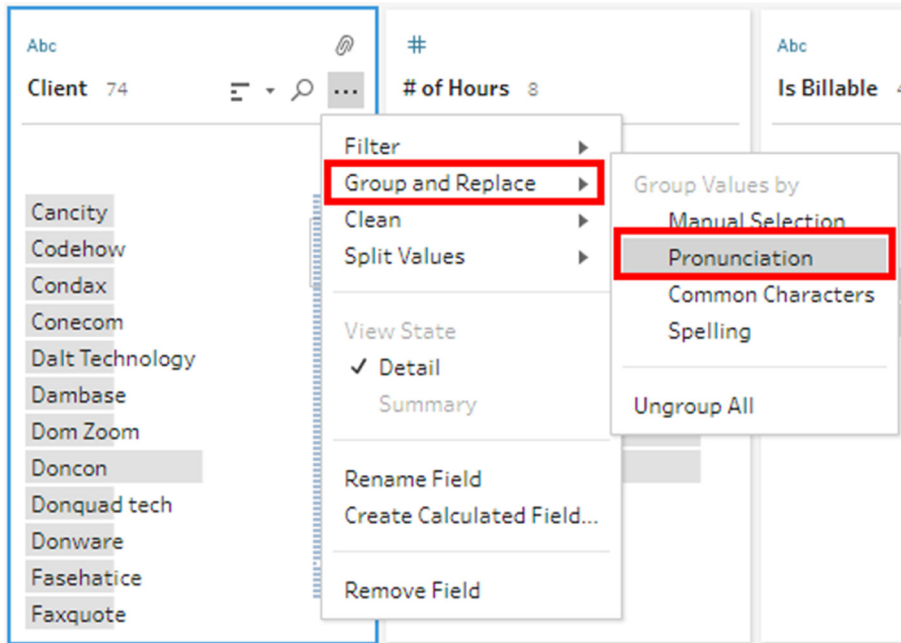 Abc
Client 74
# of Hours 8
Abc
Is Billable
Cancity
Codehow
Condax
Conecom
Dalt Technology
Dambase
Dom Zoom
Doncon
Donquad tech
Donware
Fasehatice
Faxquote
Filter
Group and Replace
Clean
Split Values
View State
✓ Detail
Summary
Rename Field
Create Calculated Field...
Remove Field
Group Values by
Manual Selection
Pronunciation
Common Characters
Spelling
Ungroup All